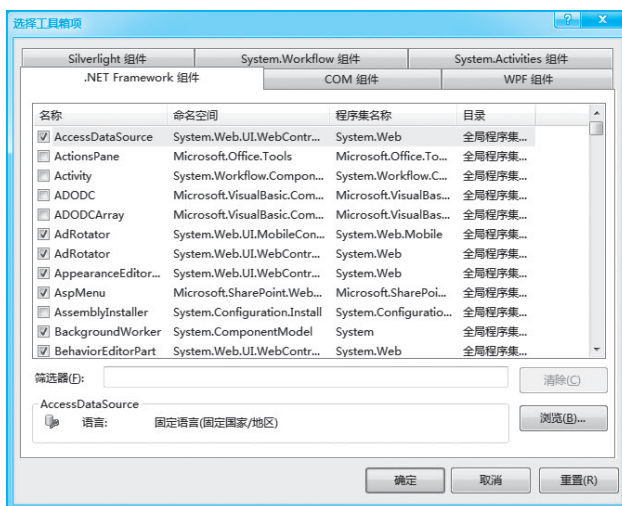 选择工具箱项
Silverlight 组件 System.Workflow 组件 System.Activities 组件
.NET Framework 组件 COM 组件 WPF 组件
名称 命名空间 程序集名称 目录
AccessDataSource System.Web.UI.WebContr... System.Web 全局程序集...
ActionsPane Microsoft.Office.Tools Microsoft.Office.To... 全局程序集...
Activity System.Workflow.Compon... System.Workflow.C... 全局程序集...
ADODC Microsoft.VisualBasic.Com... Microsoft.VisualBas... 全局程序集...
ADODCArray Microsoft.VisualBasic.Com... Microsoft.VisualBas... 全局程序集...
AdRotator System.Web.UI.MobileCon... System.Web.Mobile 全局程序集...
AdRotator System.Web.UI.WebContr... System.Web 全局程序集...
AppearanceEditor... System.Web.UI.WebContr... System.Web 全局程序集...
AspMenu Microsoft.SharePoint.Web... Microsoft.SharePoi... 全局程序集...
AssemblyInstaller System.Configuration.Install System.Configuratio... 全局程序集...
BackgroundWorker System.ComponentModel System 全局程序集...
BehaviorEditorPart System.Web.UI.WebContr... System.Web 全局程序集...
筛选器(F): 清除(C)
AccessDataSource
语言: 固定语言(固定国家/地区) 浏览(B)...
确定 取消 重置(R)